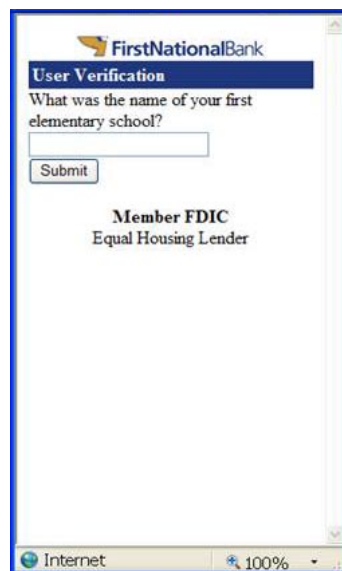 FirstNationalBank
User Verification
What was the name of your first
elementary school?
Submit
Member FDIC
Equal Housing Lender
Internet
100%